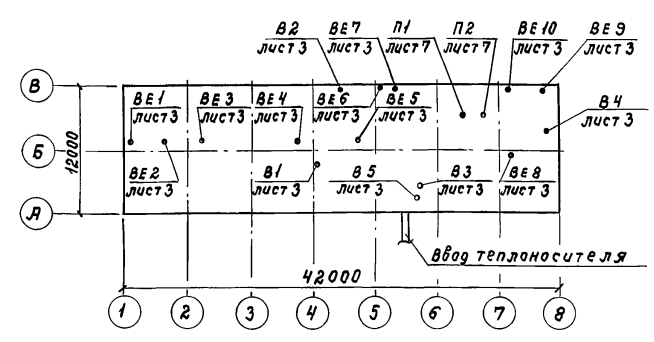 В2 ВЕ7 П1 П2 ВЕ10 ВЕ9
лист 3 лист 3 лист 7 лист 7 лист 3 лист 3
В
ВЕ1 ВЕ3 ВЕ4 ВЕ6 ВЕ5 В4
лист 3 лист 3 лист 3 лист 3 лист 3 лист 3
Б
12000
ВЕ2 В1 В5 В3 ВЕ8
лист 3 лист 3 лист 3 лист 3 лист 3
А
Ввод тепланосителя
42000
1 2 3 4 5 6 7 8